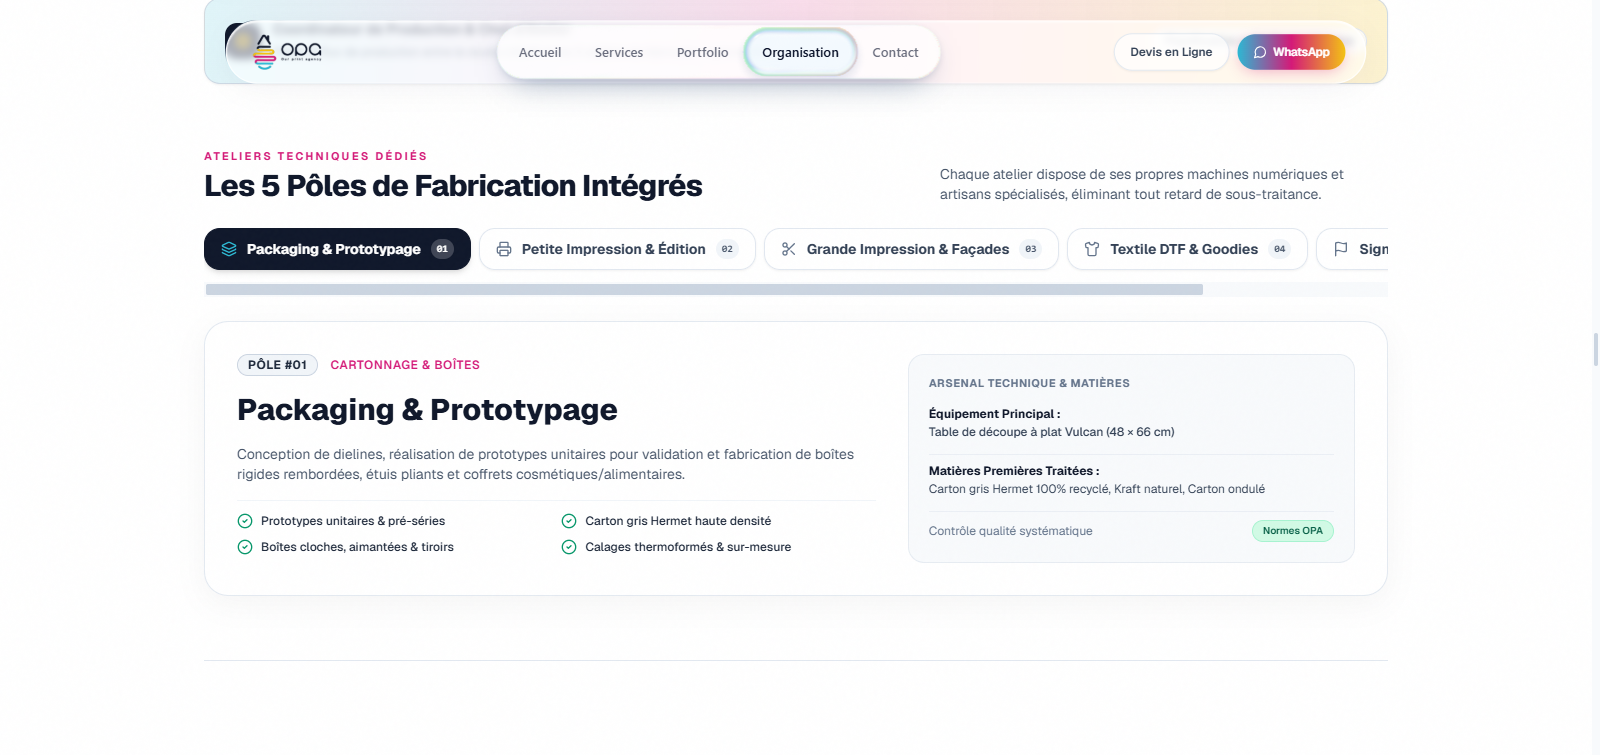 opa
Our print agency
Accueil
Services
Portfolio
Organisation
Contact
Devis en Ligne
WhatsApp
ATELIERS TECHNIQUES DÉDIÉS
Les 5 Pôles de Fabrication Intégrés
Chaque atelier dispose de ses propres machines numériques et
artisans spécialisés, éliminant tout retard de sous-traitance.
Packaging & Prototypage 01
Petite Impression & Édition 02
Grande Impression & Façades 03
Textile DTF & Goodies 04
Sign
PÔLE #01 CARTONNAGE & BOÎTES
Packaging & Prototypage
Conception de dielines, réalisation de prototypes unitaires pour validation et fabrication de boîtes
rigides rembordées, étuis pliants et coffrets cosmétiques/alimentaires.
Prototypes unitaires & pré-séries
Carton gris Hermet haute densité
Boîtes cloches, aimantées & tiroirs
Calages thermoformés & sur-mesure
ARSENAL TECHNIQUE & MATIÈRES
Équipement Principal :
Table de découpe à plat Vulcan (48 × 66 cm)
Matières Premières Traitées :
Carton gris Hermet 100% recyclé, Kraft naturel, Carton ondulé
Contrôle qualité systématique
Normes OPA